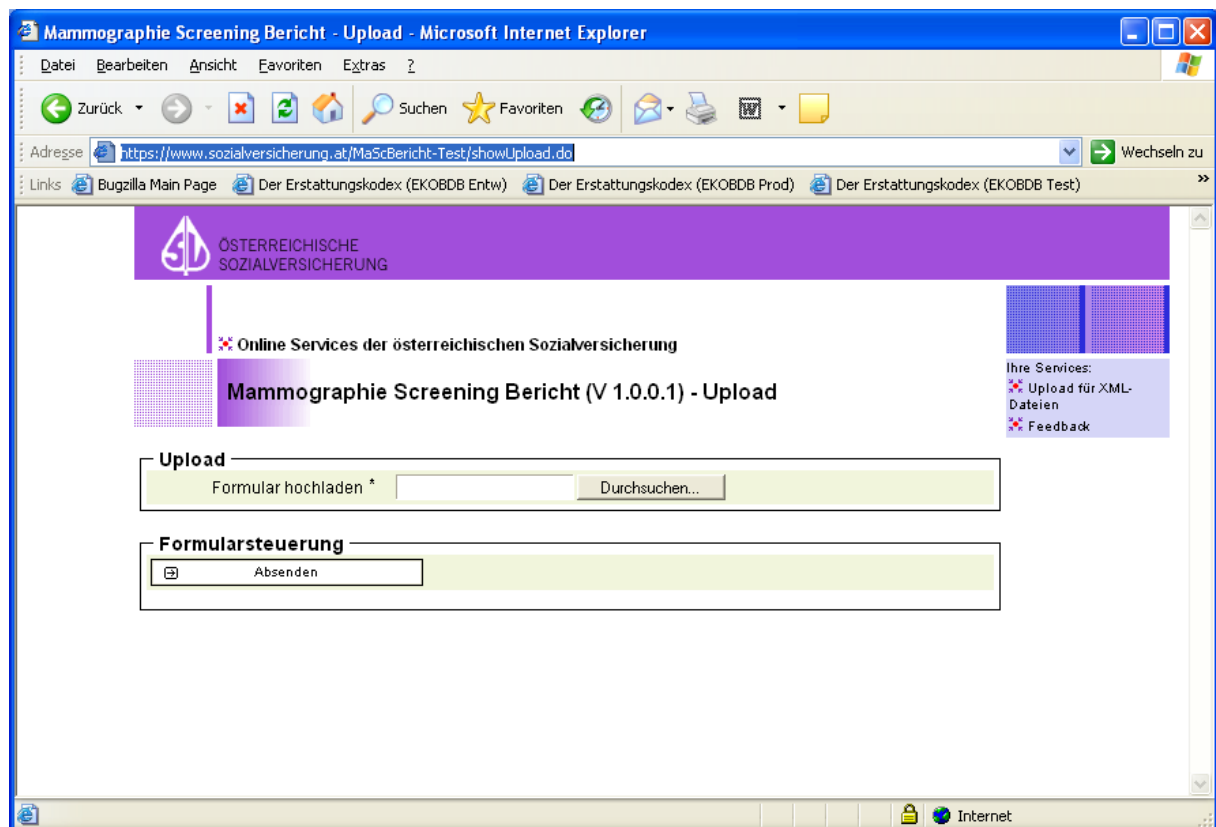 Mammographie Screening Bericht - Upload - Microsoft Internet Explorer
Datei Bearbeiten Ansicht Favoriten Extras ?
Zurück Suchen Favoriten
Adresse https://www.sozialversicherung.at/MaScBericht-Test/showUpload.do Wechseln zu
Links Bugzilla Main Page Der Erstattungskodex (EKOBDB Entw) Der Erstattungskodex (EKOBDB Prod) Der Erstattungskodex (EKOBDB Test) »
ÖSTERREICHISCHE
SOZIALVERSICHERUNG
Online Services der österreichischen Sozialversicherung
Mammographie Screening Bericht (V 1.0.0.1) - Upload
Ihre Services:
Upload für XML-
Dateien
Feedback
Upload
Formular hochladen * Durchsuchen...
Formularsteuerung
Absenden
Internet